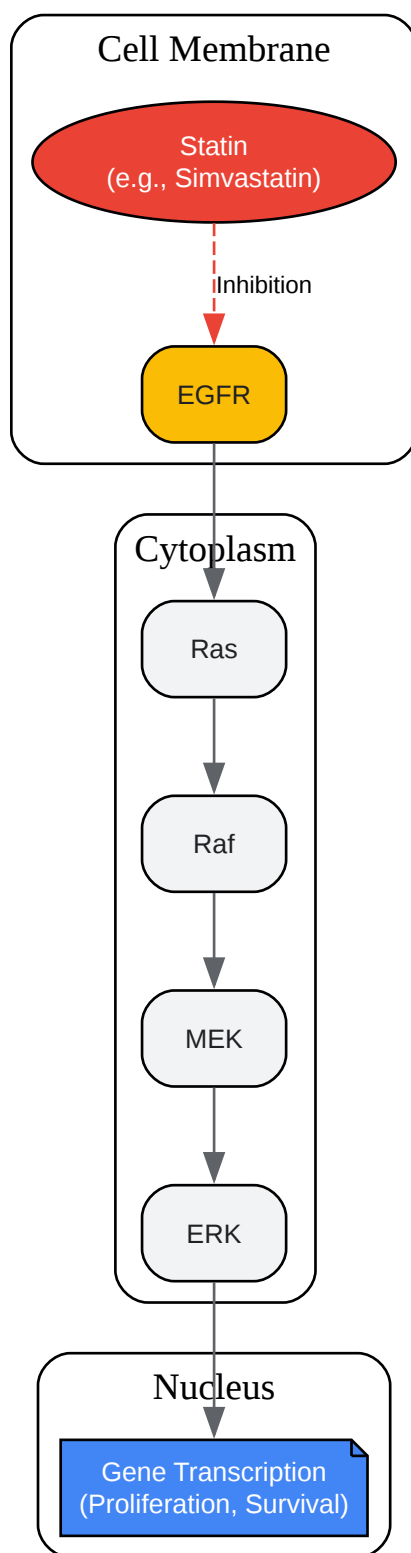 Cell Membrane
Statin
(e.g., Simvastatin)
Inhibition
EGFR
Cytoplasm
Ras
Raf
MEK
ERK
Nucleus
Gene Transcription
(Proliferation, Survival)